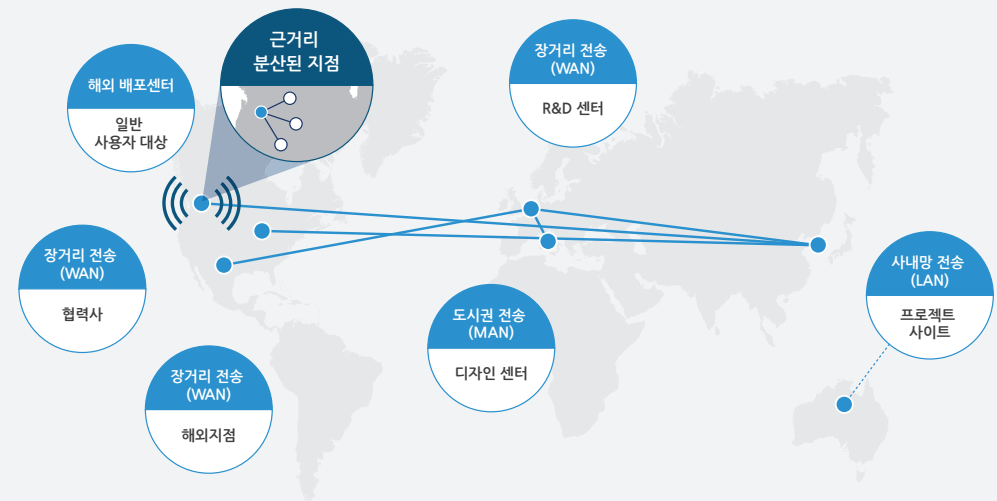 근거리
분산된 지점
해외 배포센터
일반
사용자 대상
장거리 전송
(WAN)
R&D 센터
장거리 전송
(WAN)
협력사
사내망 전송
(LAN)
프로젝트
사이트
도시권 전송
(MAN)
디자인 센터
장거리 전송
(WAN)
해외지점